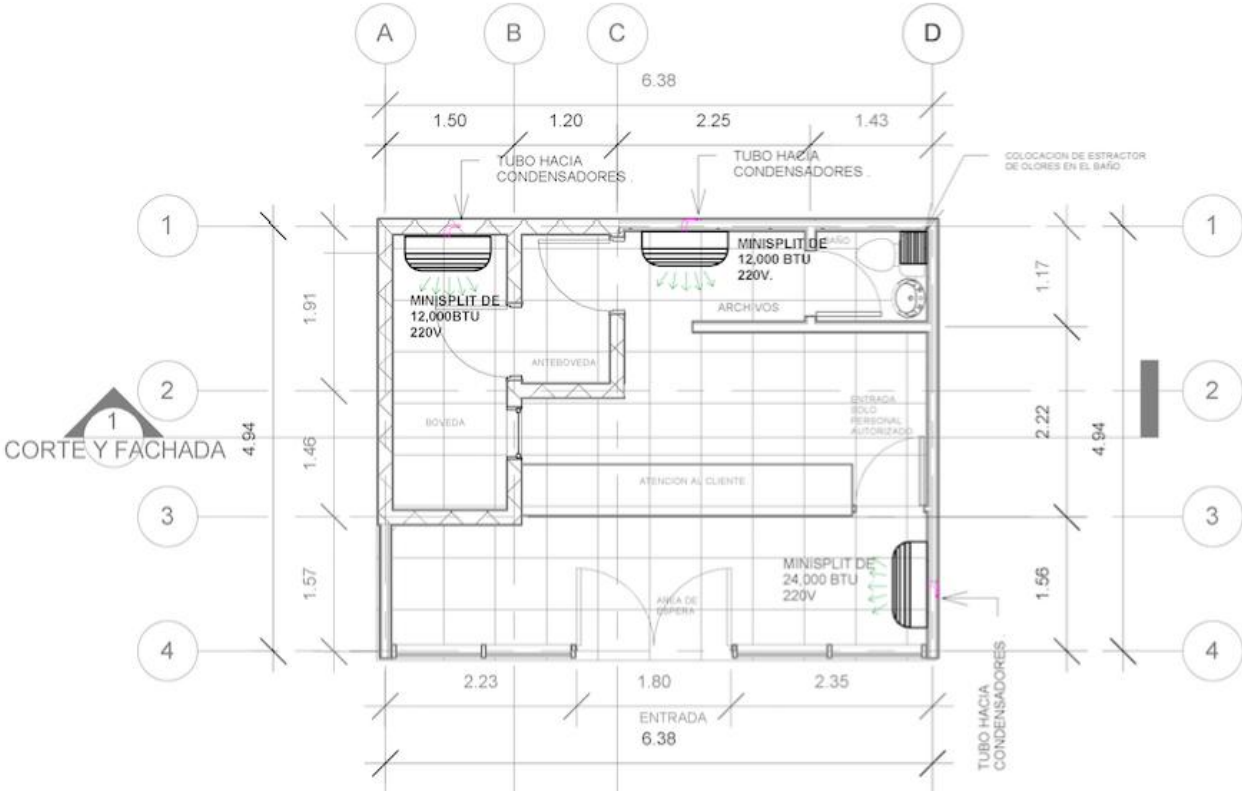 A
B
C
D
6.38
1.50
1.20
2.25
1.43
TUBO HACIA
CONDENSADORES .
TUBO HACIA
CONDENSADORES .
COLOCACION DE ESTRACTOR
DE OLORES EN EL BAÑO
1
1
MINISPLIT DE
12,000 BTU
220V.
BAÑO
MINISPLIT DE
12,000BTU
220V
ARCHIVOS
1.91
1.17
ANTEBOVEDA
2
2
ENTRADA
SOLO
PERSONAL
AUTORIZADO
1
CORTE Y FACHADA
4.94
1.46
BOVEDA
2.22
4.94
ATENCION AL CLIENTE
3
3
MINISPLIT DE
24,000 BTU
220V
1.57
AREA DE
ESPERA
1.56
4
4
2.23
1.80
2.35
ENTRADA
6.38
TUBO HACIA
CONDENSADORES .